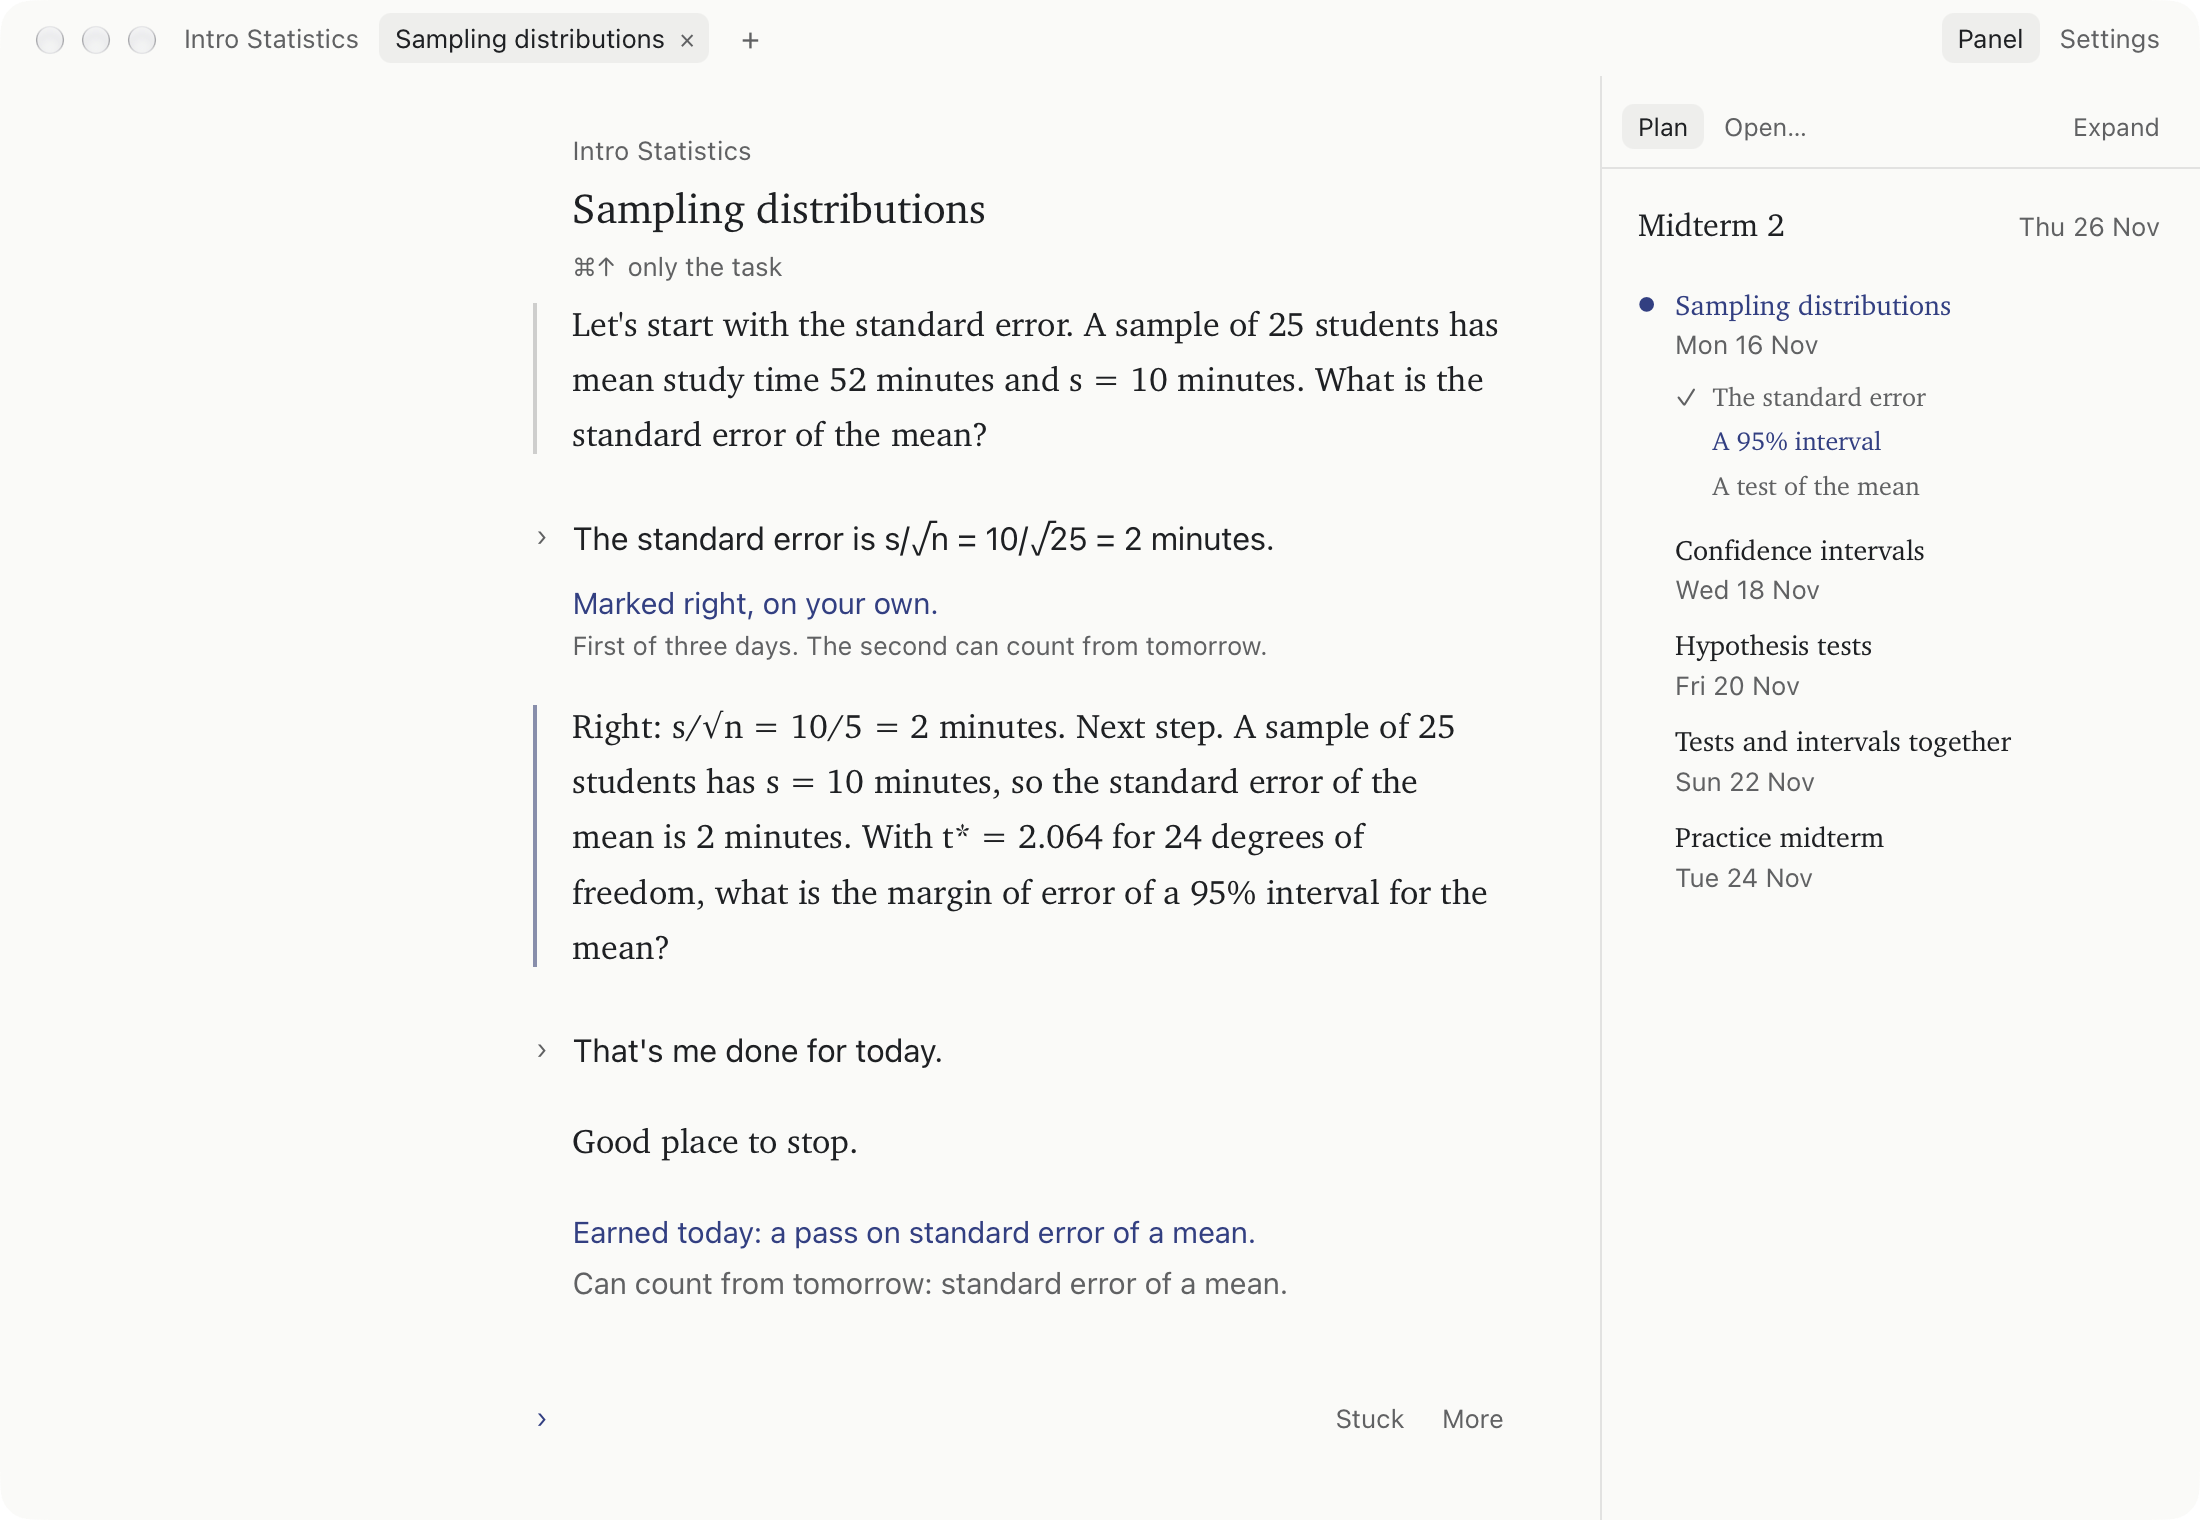 Intro Statistics
Sampling distributions ×
+
Panel
Settings
Intro Statistics
Sampling distributions
⌘↑ only the task
Let's start with the standard error. A sample of 25 students has
mean study time 52 minutes and s = 10 minutes. What is the
standard error of the mean?
› The standard error is s/√n = 10/√25 = 2 minutes.
Marked right, on your own.
First of three days. The second can count from tomorrow.
Right: s/√n = 10/5 = 2 minutes. Next step. A sample of 25
students has s = 10 minutes, so the standard error of the
mean is 2 minutes. With t* = 2.064 for 24 degrees of
freedom, what is the margin of error of a 95% interval for the
mean?
› That's me done for today.
Good place to stop.
Earned today: a pass on standard error of a mean.
Can count from tomorrow: standard error of a mean.
›
Stuck
More
Plan
Open...
Expand
Midterm 2
Thu 26 Nov
Sampling distributions
Mon 16 Nov
✓ The standard error
A 95% interval
A test of the mean
Confidence intervals
Wed 18 Nov
Hypothesis tests
Fri 20 Nov
Tests and intervals together
Sun 22 Nov
Practice midterm
Tue 24 Nov